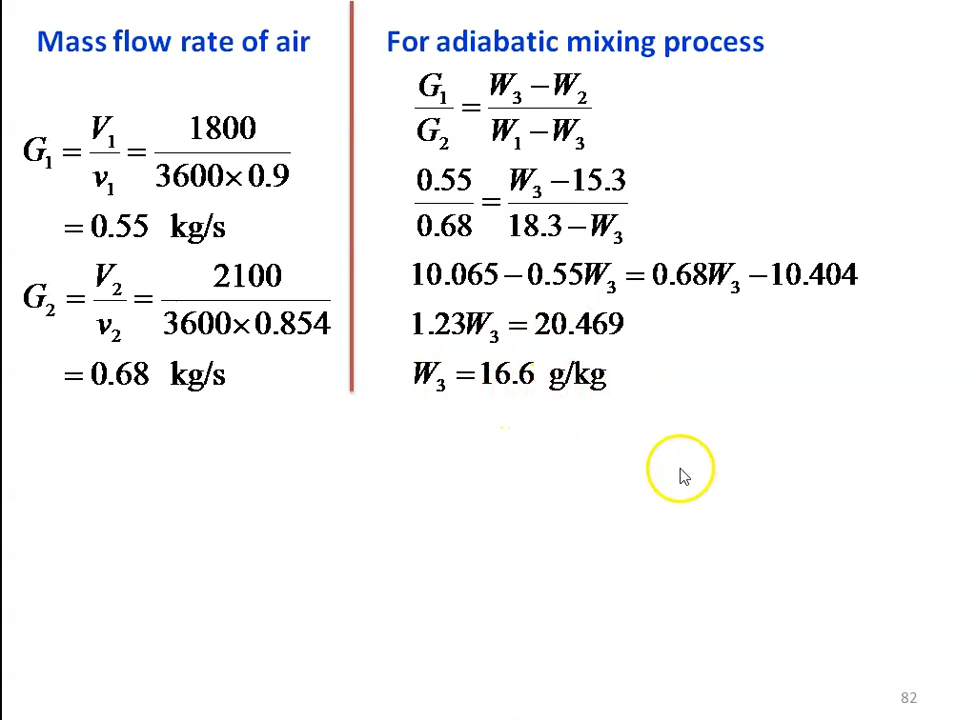 Mass flow rate of air
G₁ = V₁/v₁ = 1800/(3600×0.9)
= 0.55 kg/s
G₂ = V₂/v₂ = 2100/(3600×0.854)
= 0.68 kg/s
For adiabatic mixing process
G₁/G₂ = (W₃ − W₂)/(W₁ − W₃)
0.55/0.68 = (W₃ − 15.3)/(18.3 − W₃)
10.065 − 0.55W₃ = 0.68W₃ − 10.404
1.23W₃ = 20.469
W₃ = 16.6 g/kg
82